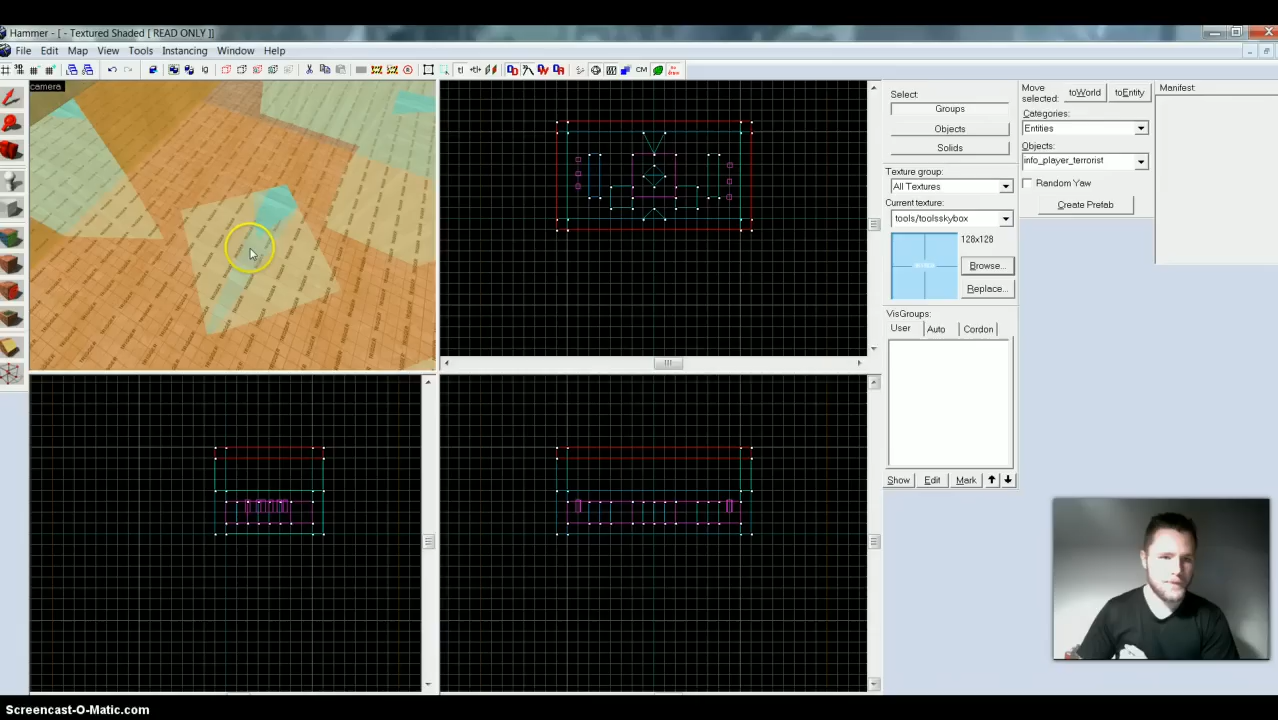 Hammer - [ - Textured Shaded [ READ ONLY ]]
File Edit Map View Tools Instancing Window Help
CM
camera
TRIGGER
Select:
Groups
Objects
Solids
Texture group:
All Textures
Current texture:
tools/toolsskybox
128x128
Browse...
Replace...
VisGroups:
User Auto Cordon
Show Edit Mark
Move selected:
toWorld toEntity
Categories:
Entities
Objects:
info_player_terrorist
Random Yaw
Create Prefab
Manifest:
Screencast-O-Matic.com